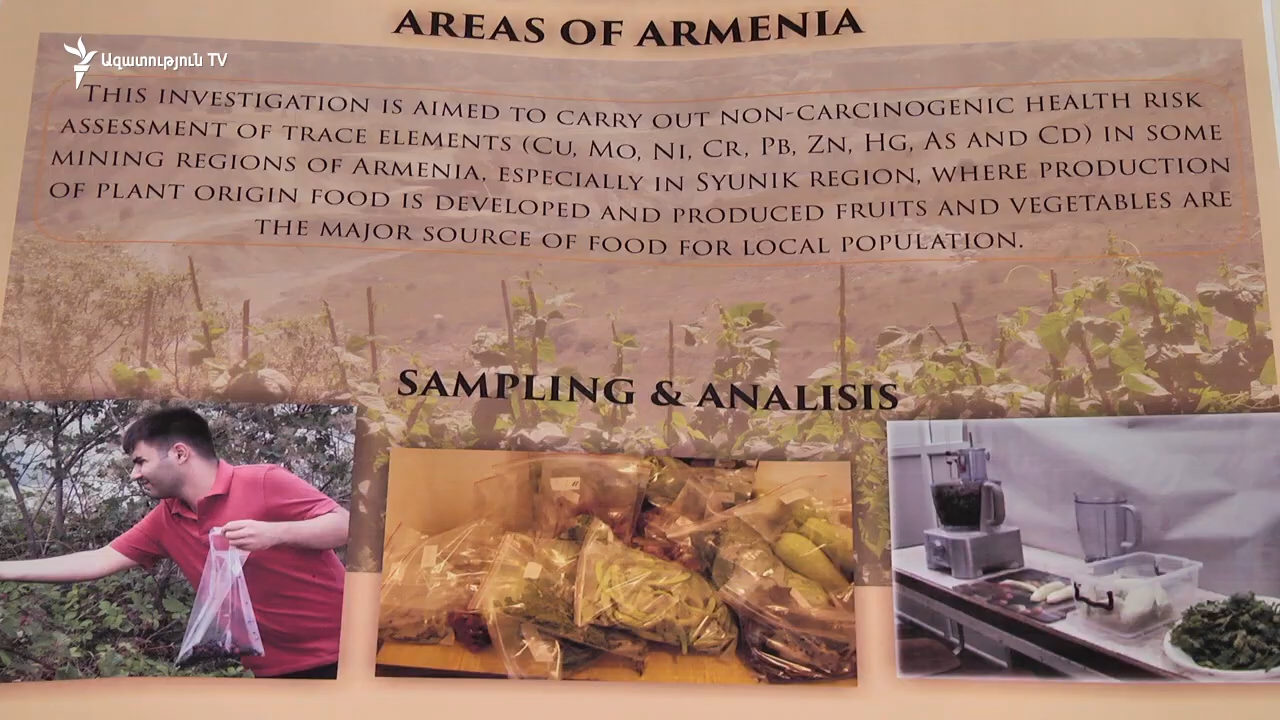 AREAS OF ARMENIA
Ազատություն TV
THIS INVESTIGATION IS AIMED TO CARRY OUT NON-CARCINOGENIC HEALTH RISK
ASSESSMENT OF TRACE ELEMENTS (CU, MO, NI, CR, PB, ZN, HG, AS AND CD) IN SOME
MINING REGIONS OF ARMENIA, ESPECIALLY IN SYUNIK REGION, WHERE PRODUCTION
OF PLANT ORIGIN FOOD IS DEVELOPED AND PRODUCED FRUITS AND VEGETABLES ARE
THE MAJOR SOURCE OF FOOD FOR LOCAL POPULATION.
SAMPLING & ANALISIS